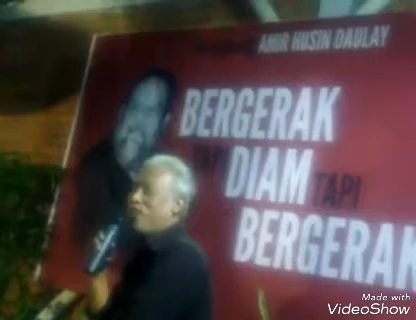 AMIR HUSIN DAULAY
BERGERAK
TAPI DIAM TAPI
BERGERAK
Made with
VideoShow